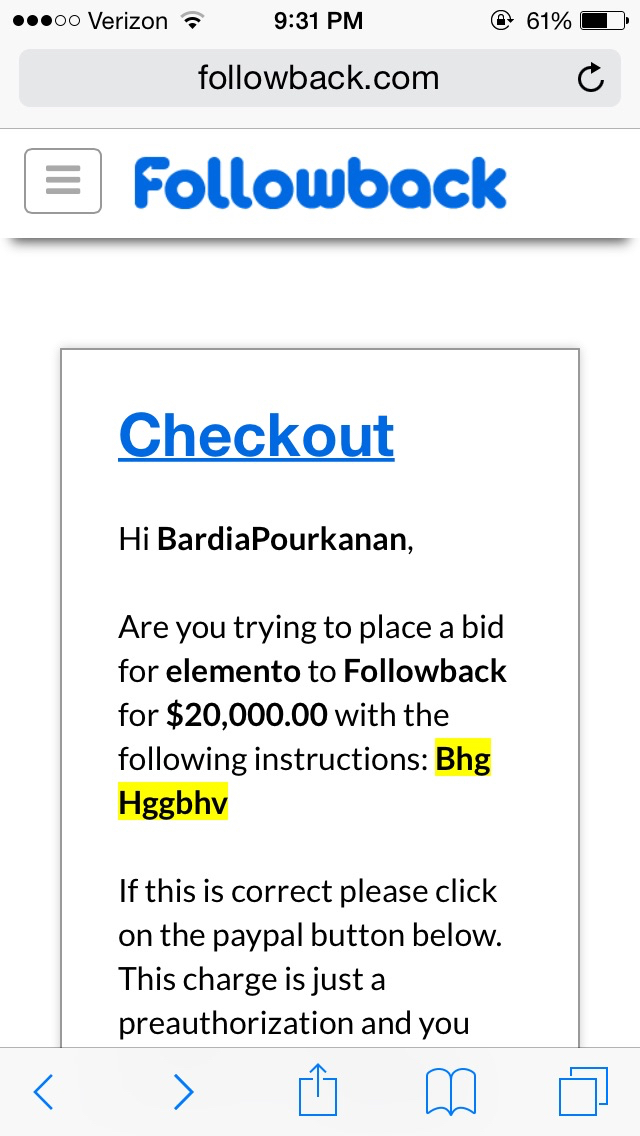 Verizon 9:31 PM 61%
followback.com
Followback
Checkout
Hi BardiaPourkanan,
Are you trying to place a bid
for elemento to Followback
for $20,000.00 with the
following instructions: Bhg
Hggbhv
If this is correct please click
on the paypal button below.
This charge is just a
preauthorization and you